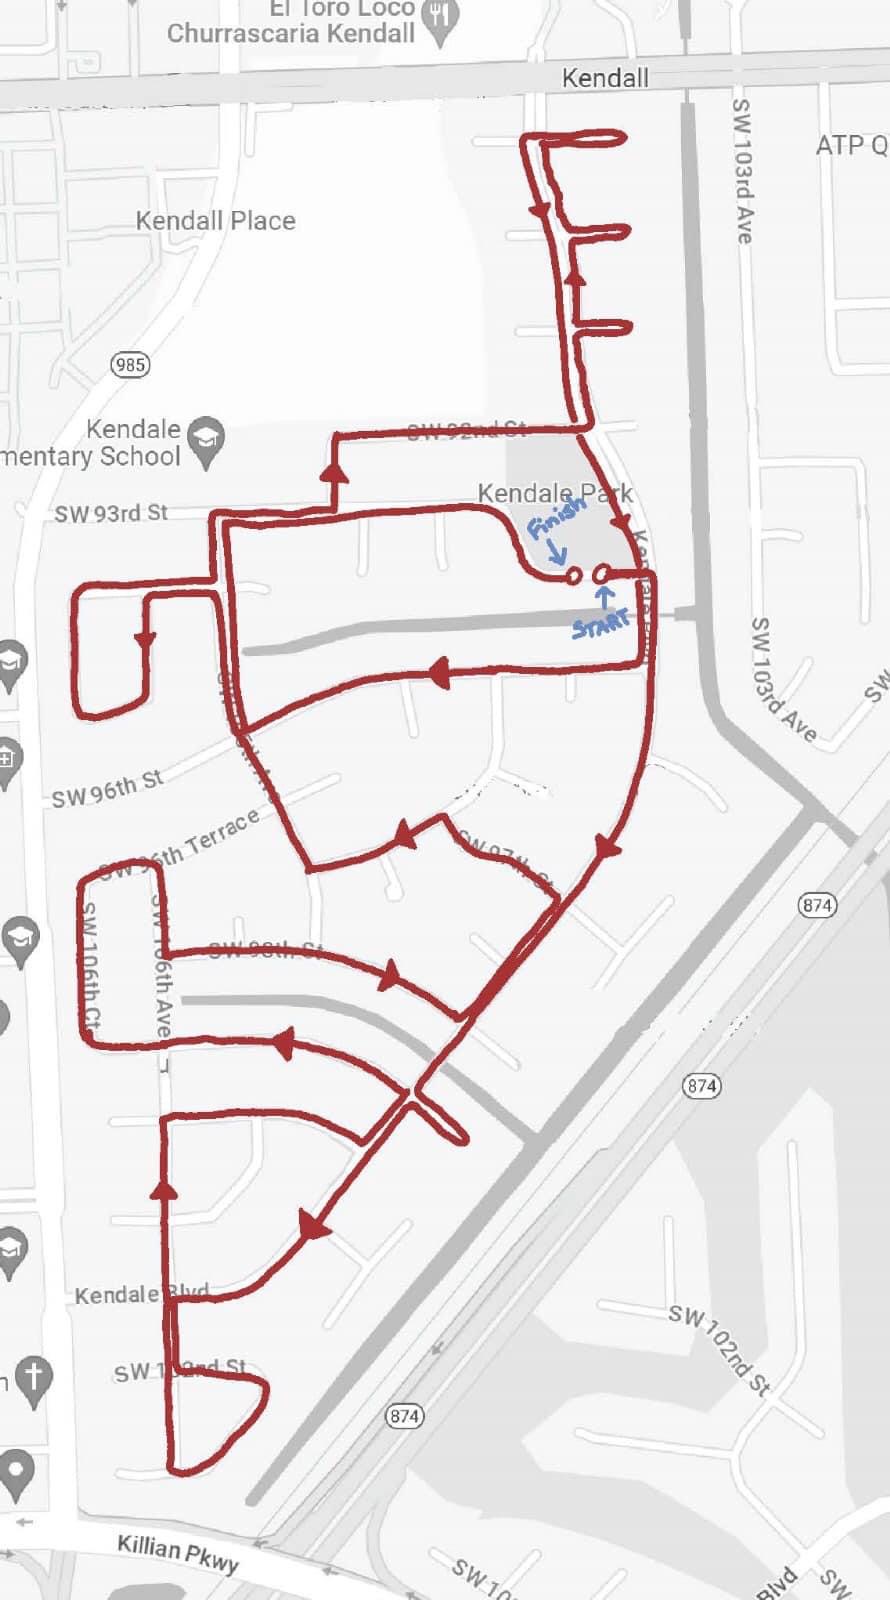 El Toro Loco
Churrascaria Kendall
Kendall
SW 103rd Ave
ATP Q
Kendall Place
985
Kendale
mentary School
SW 92nd St
SW 93rd St
Kendale Park
Finish
START
SW 103rd Ave
SW
SW 96th St
SW 96th Terrace
SW 97th St
874
SW 106th Ct
SW 106th Ave
SW 98th St
874
Kendale Blvd
SW 102nd St
SW 102nd St
874
Killian Pkwy
SW 10
Blvd
SW